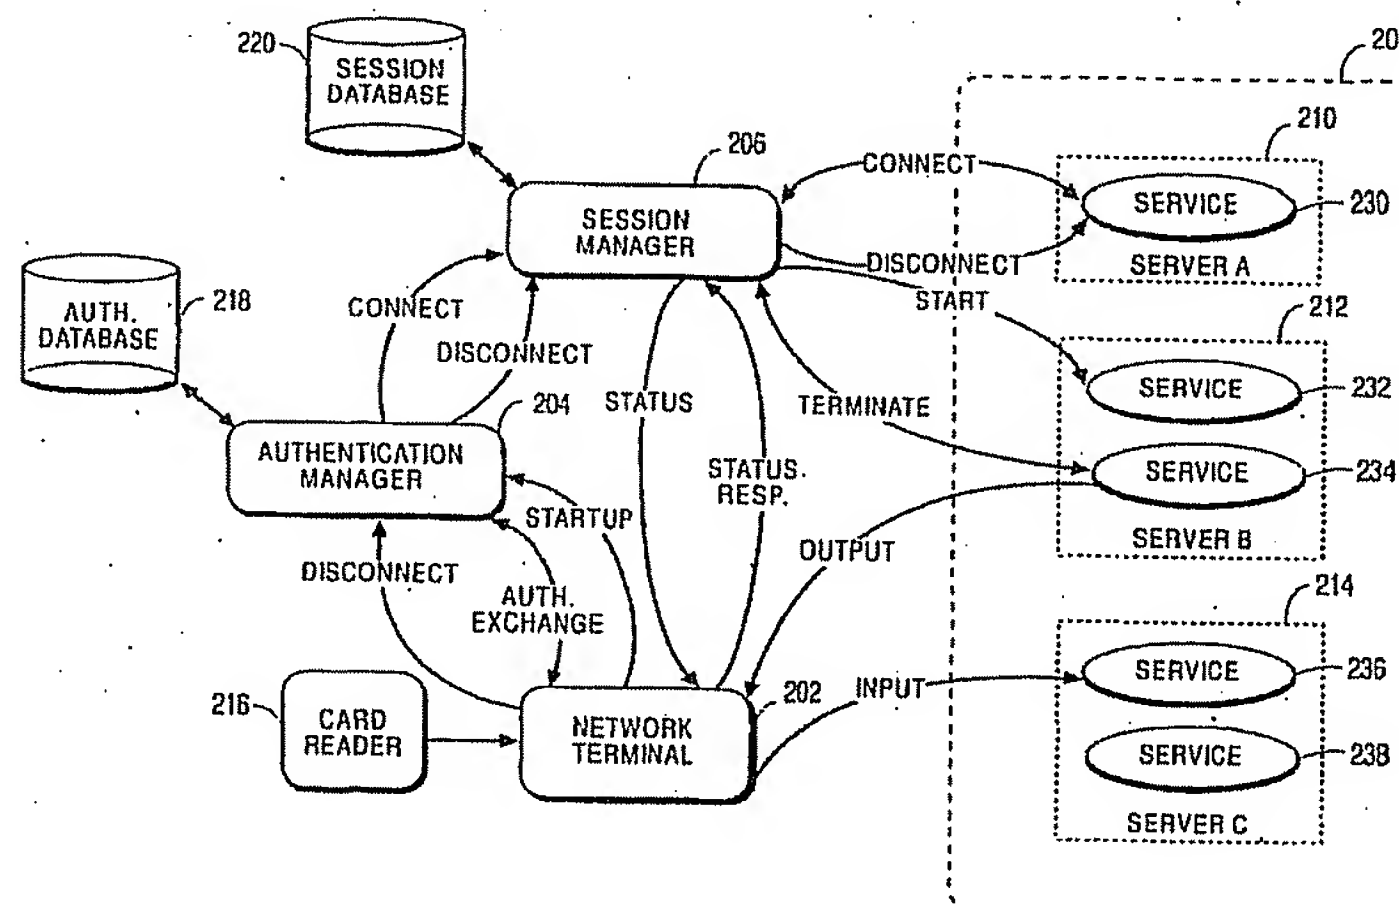 220
SESSION
DATABASE
20
206
210
CONNECT
SERVICE
230
SESSION
MANAGER
DISCONNECT
SERVER A
218
AUTH.
DATABASE
CONNECT
START
212
DISCONNECT
204
STATUS
TERMINATE
SERVICE
232
AUTHENTICATION
MANAGER
STATUS.
RESP.
SERVICE
234
STARTUP
SERVER B
OUTPUT
DISCONNECT
AUTH.
EXCHANGE
214
SERVICE
236
216
CARD
READER
NETWORK
TERMINAL
202
INPUT
SERVICE
238
SERVER C